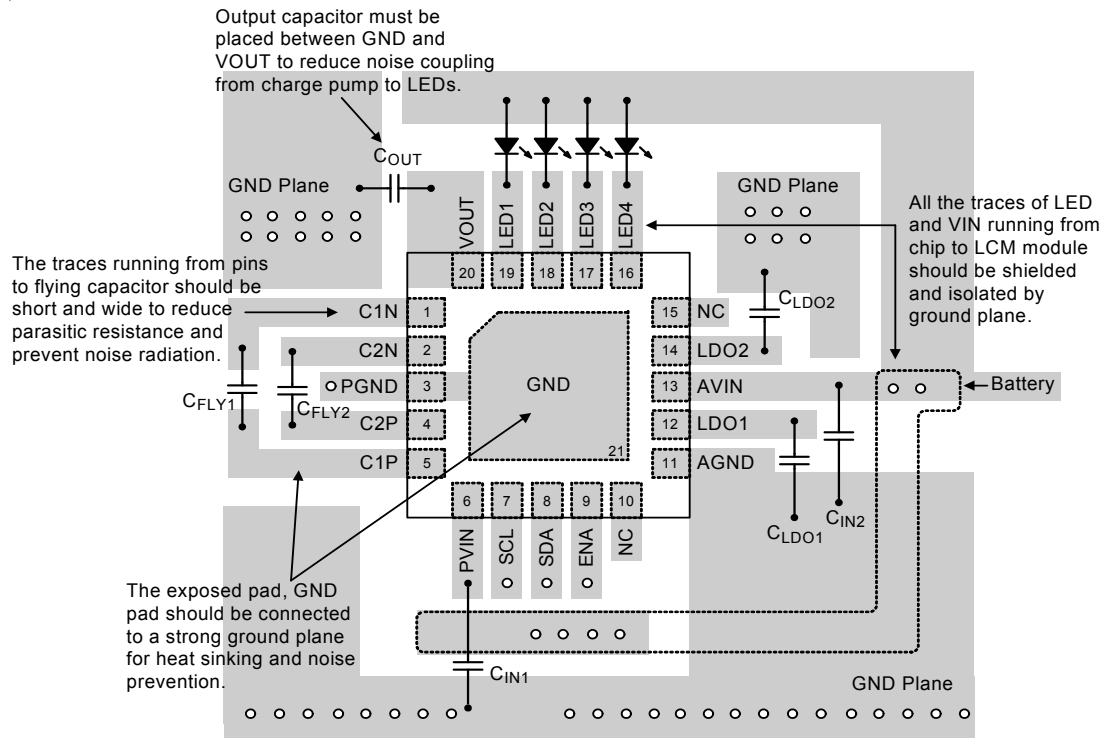 Output capacitor must be
placed between GND and
VOUT to reduce noise coupling
from charge pump to LEDs.
COUT
GND Plane
GND Plane
All the traces of LED
and VIN running from
chip to LCM module
should be shielded
and isolated by
ground plane.
VOUT
LED1
LED2
LED3
LED4
20
19
18
17
16
The traces running from pins
to flying capacitor should be
short and wide to reduce
parasitic resistance and
prevent noise radiation.
C1N
1
C2N
2
PGND
3
C2P
4
C1P
5
CFLY1
CFLY2
GND
21
15
NC
14
LDO2
13
AVIN
12
LDO1
11
AGND
CLDO2
Battery
CLDO1
CIN2
6
7
8
9
10
PVIN
SCL
SDA
ENA
NC
The exposed pad, GND
pad should be connected
to a strong ground plane
for heat sinking and noise
prevention.
CIN1
GND Plane